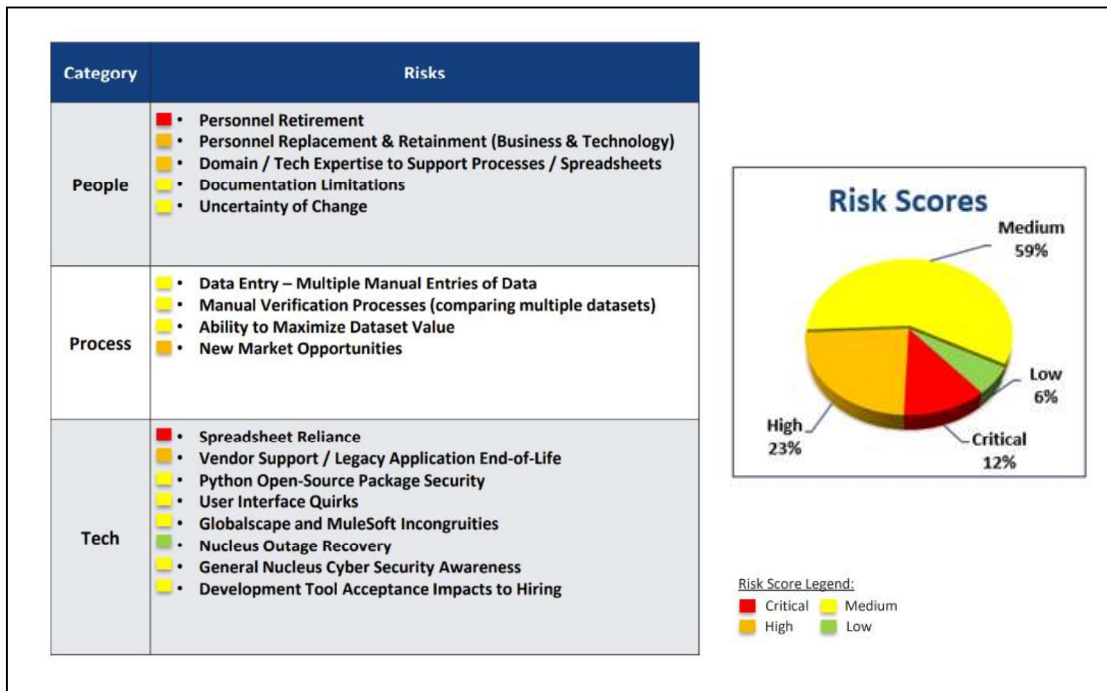 Category Risks
People
• Personnel Retirement
• Personnel Replacement & Retainment (Business & Technology)
• Domain / Tech Expertise to Support Processes / Spreadsheets
• Documentation Limitations
• Uncertainty of Change
Process
• Data Entry – Multiple Manual Entries of Data
• Manual Verification Processes (comparing multiple datasets)
• Ability to Maximize Dataset Value
• New Market Opportunities
Tech
• Spreadsheet Reliance
• Vendor Support / Legacy Application End-of-Life
• Python Open-Source Package Security
• User Interface Quirks
• Globalscape and MuleSoft Incongruities
• Nucleus Outage Recovery
• General Nucleus Cyber Security Awareness
• Development Tool Acceptance Impacts to Hiring
Risk Scores
Medium
59%
Low
6%
Critical
12%
High
23%
Risk Score Legend:
Critical Medium
High Low